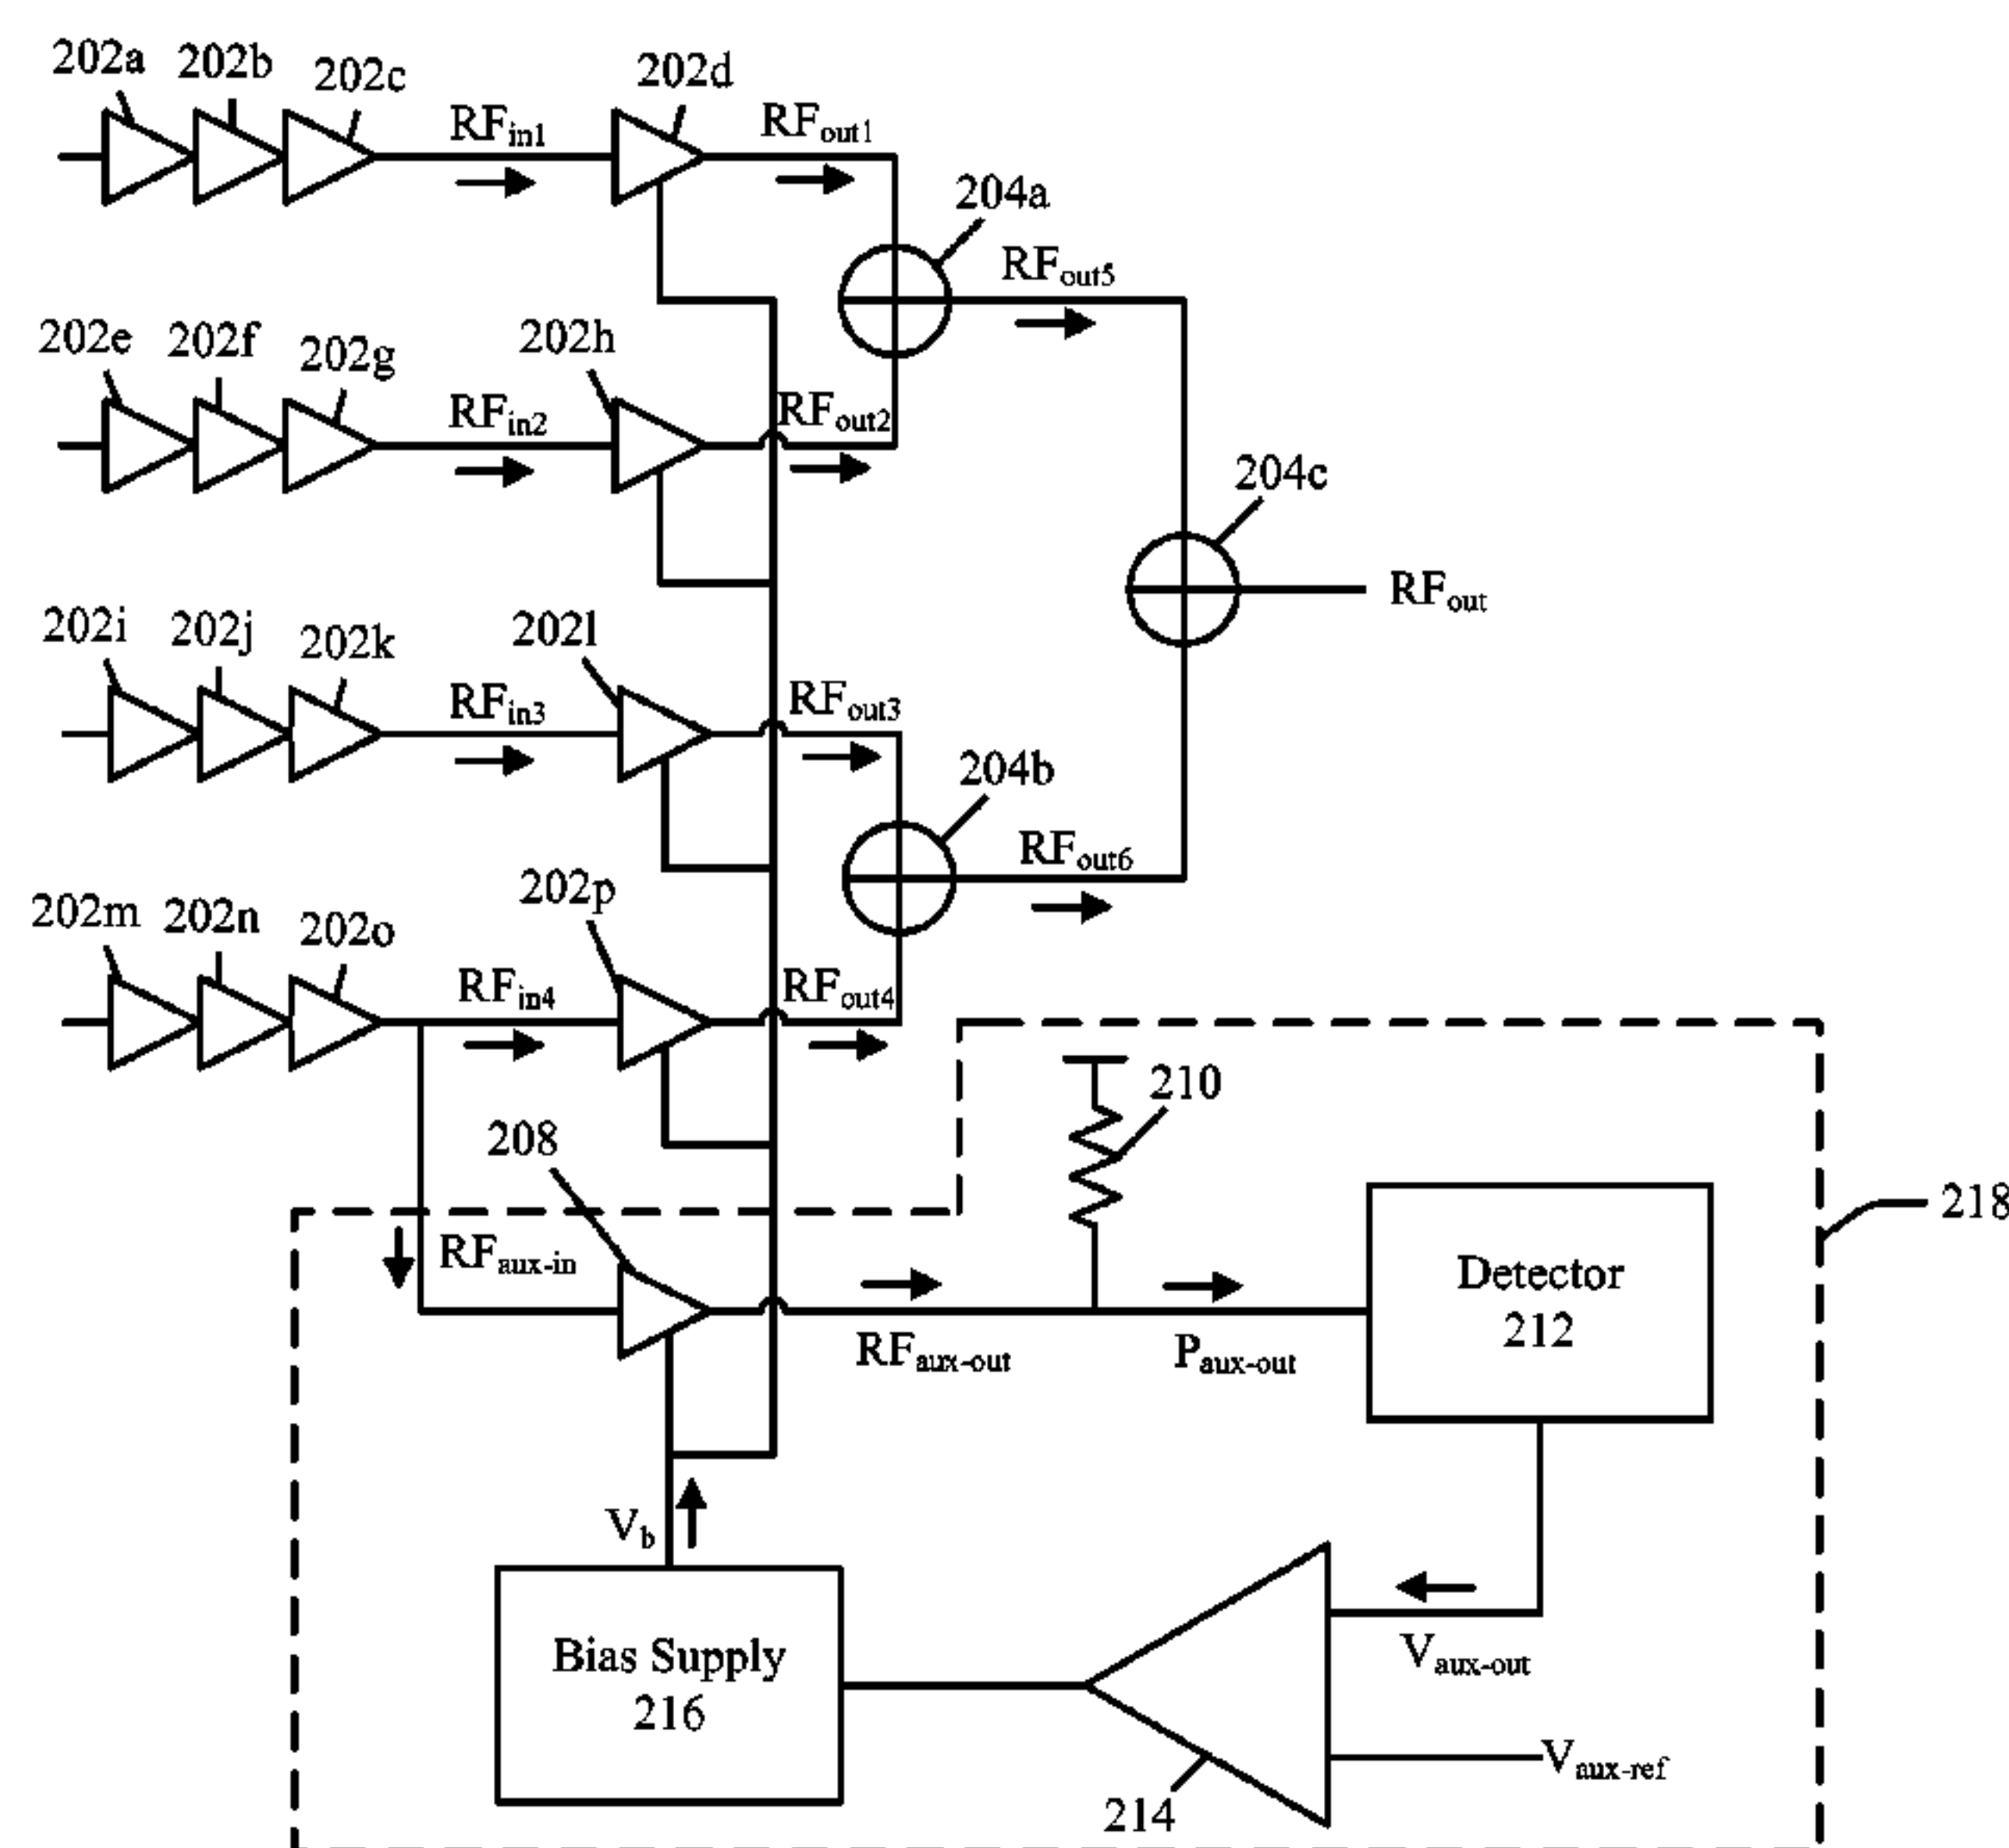 202a 202b 202c 202d
RFin1 RFout1
204a
RFout5
202e 202f 202g 202h
RFin2 RFout2
204c
RFout
202i 202j 202k 202l
RFin3 RFout3
204b
RFout6
202m 202n 202o 202p
RFin4 RFout4
210
208
218
RFaux-in
Detector
212
RFaux-out Paux-out
Vb
Bias Supply
216
Vaux-out
Vaux-ref
214